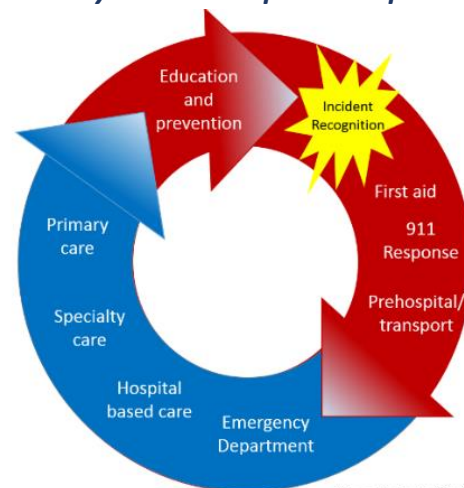 Education
and
prevention
Incident
Recognition
First aid
911
Response
Prehospital/
transport
Emergency
Department
Hospital
based care
Specialty
care
Primary
care